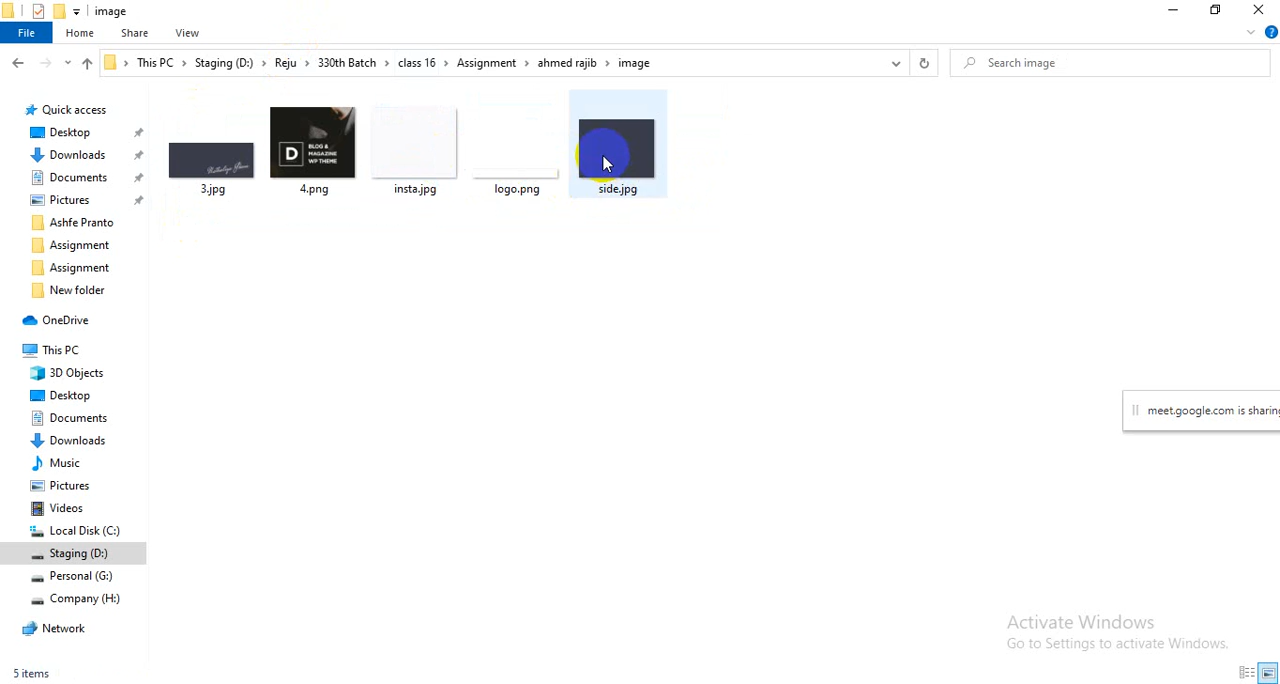 image
File Home Share View
This PC Staging (D:) Reju 330th Batch class 16 Assignment ahmed rajib image
Search image
Quick access
Desktop
Downloads
Documents
Pictures
Ashfe Pranto
Assignment
Assignment
New folder
OneDrive
This PC
3D Objects
Desktop
Documents
Downloads
Music
Pictures
Videos
Local Disk (C:)
Staging (D:)
Personal (G:)
Company (H:)
Network
D
BLOG &
MAGAZINE
WP THEME
3.jpg 4.png insta.jpg logo.png side.jpg
meet.google.com is sharing
Activate Windows
Go to Settings to activate Windows.
5 items